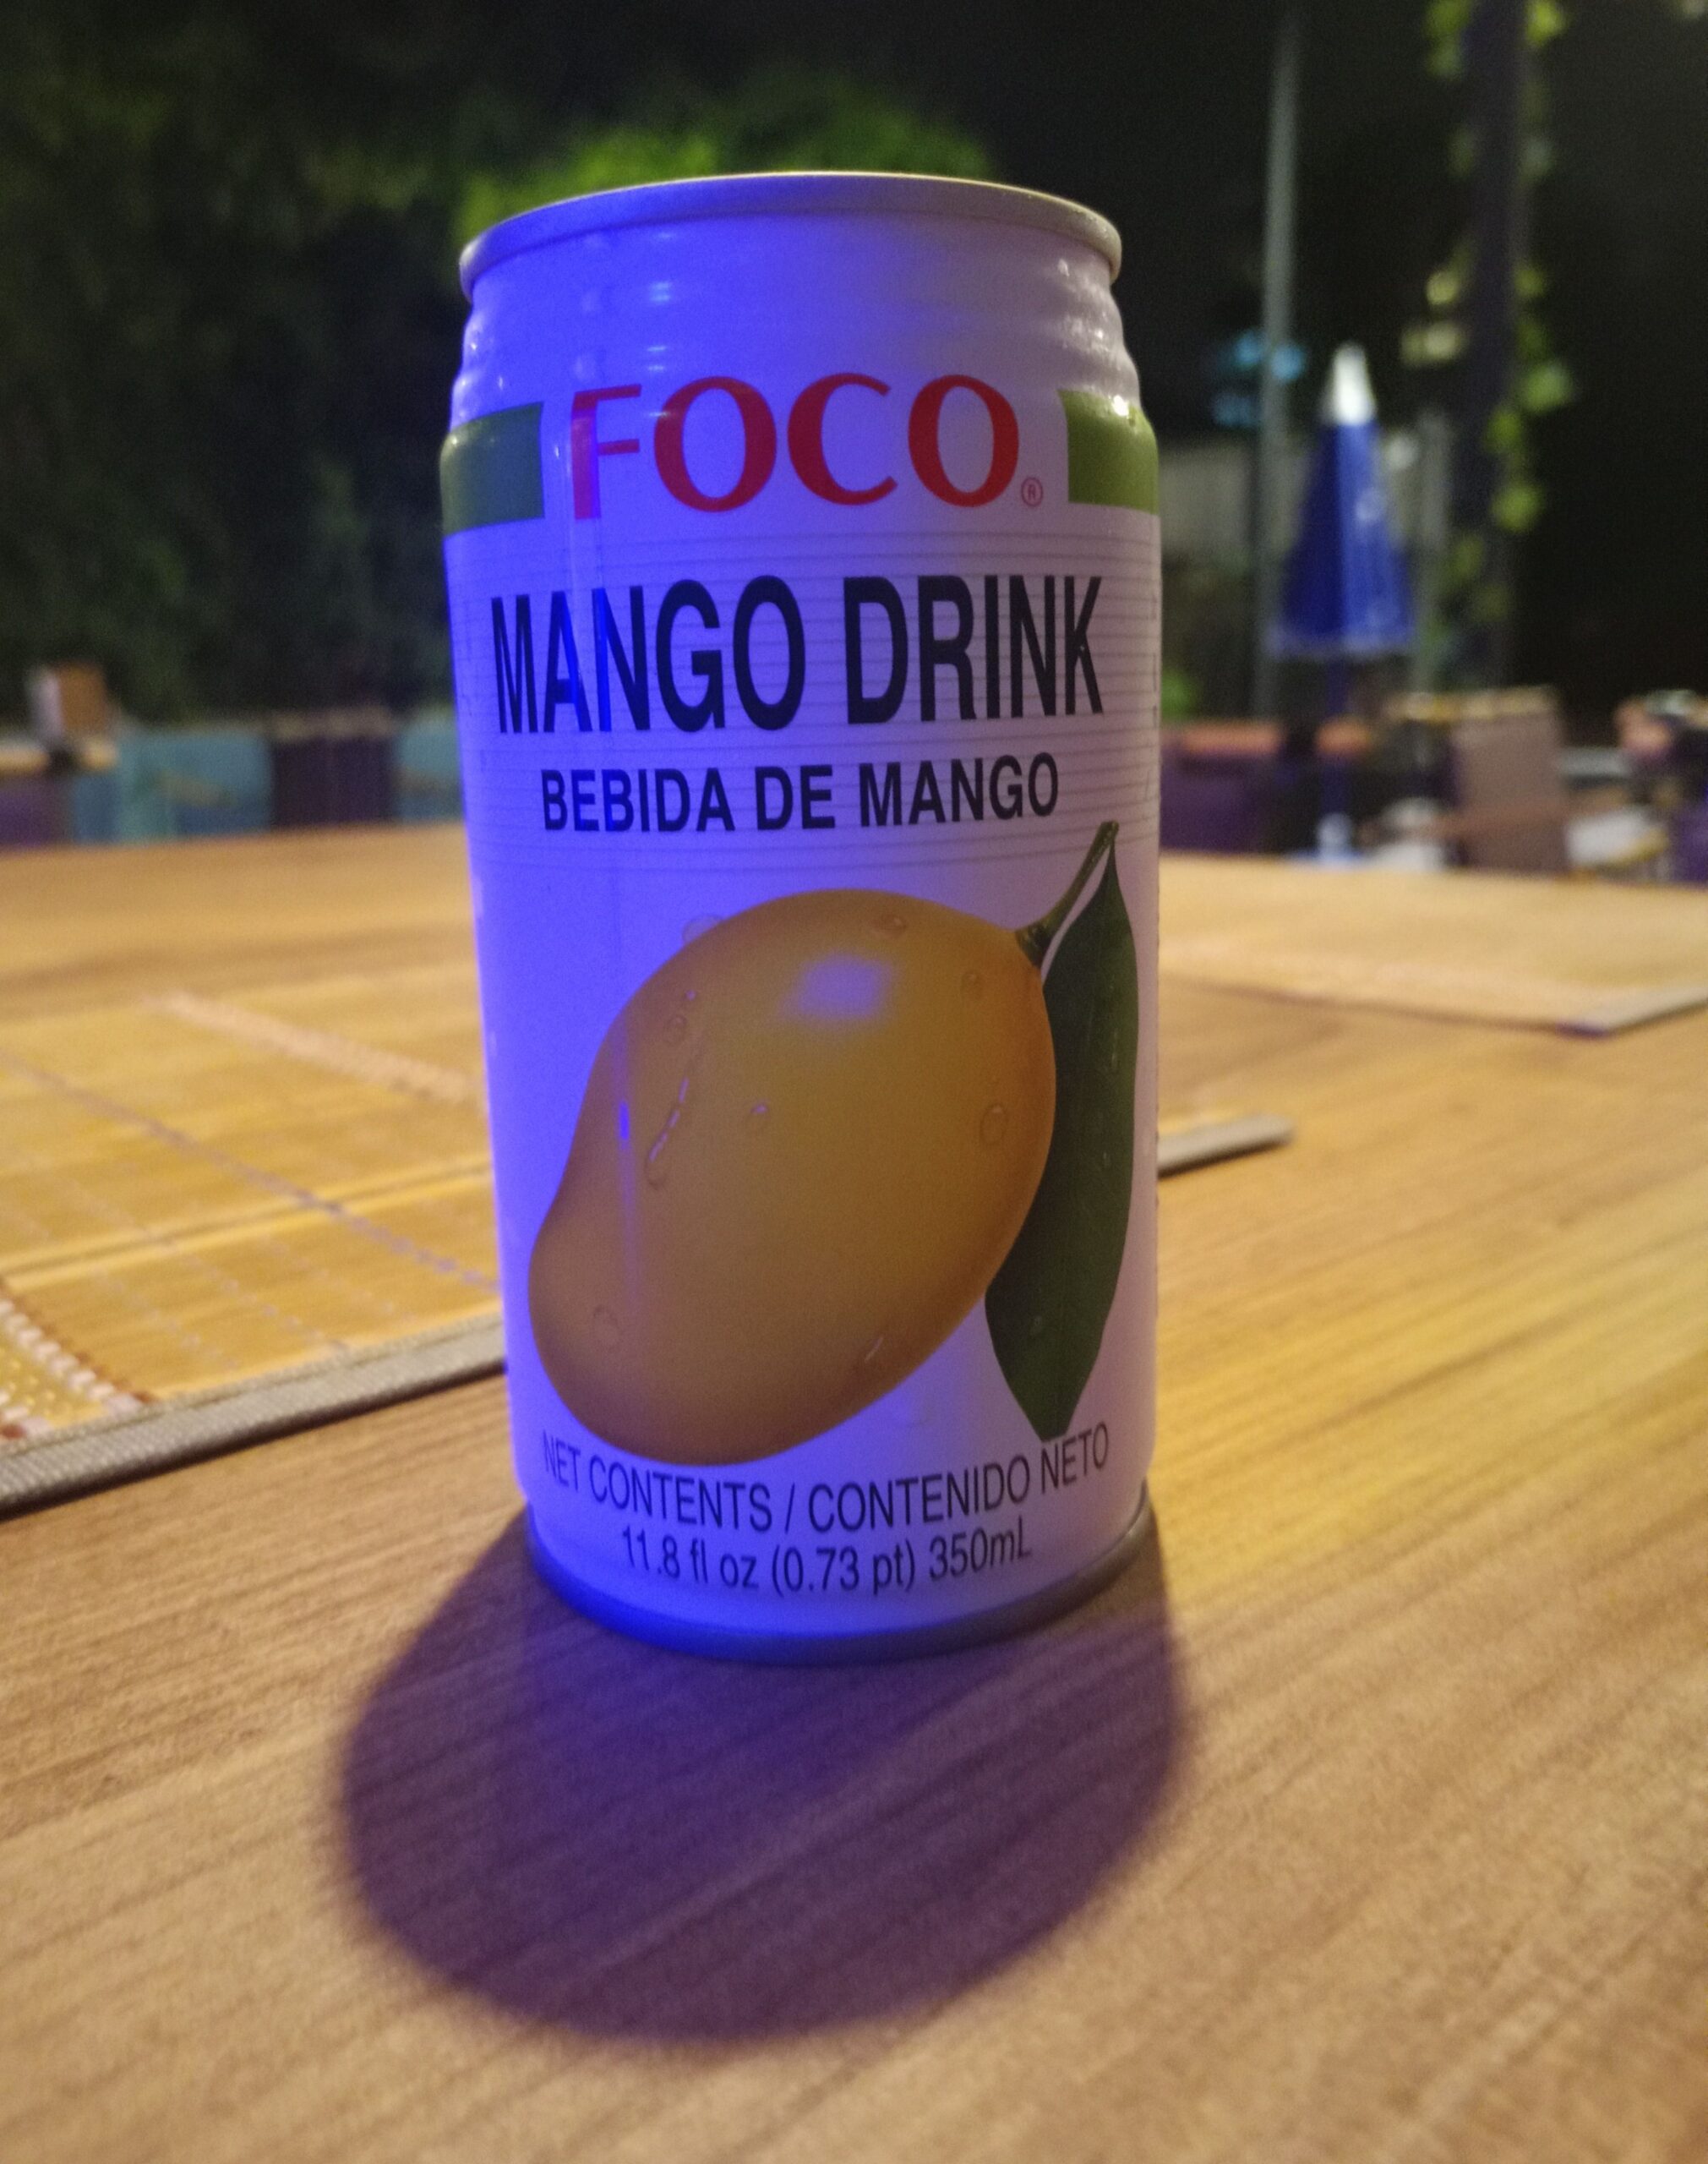 FOCO®
MANGO DRINK
BEBIDA DE MANGO
NET CONTENTS / CONTENIDO NETO
11.8 fl oz (0.73 pt) 350mL